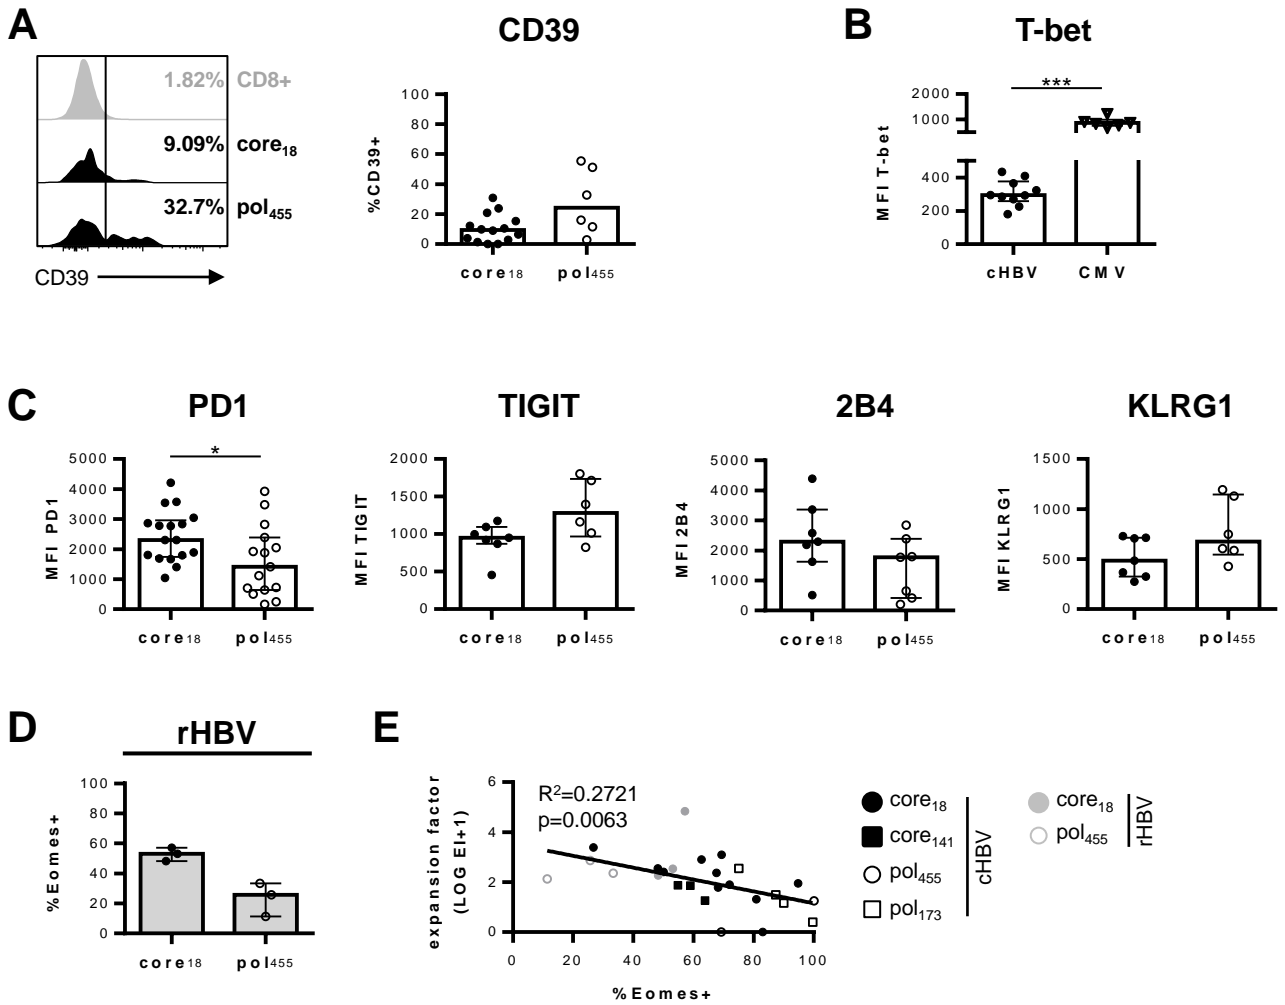 A
CD39
1.82% CD8+
9.09% core18
32.7% pol455
CD39
%CD39+
100
80
60
40
20
0
core18 pol455
B
T-bet
***
MFI T-bet
2000
1000
400
200
0
cHBV CMV
C
PD1
*
MFI PD1
5000
4000
3000
2000
1000
0
core18 pol455
TIGIT
MFI TIGIT
2000
1500
1000
500
0
core18 pol455
2B4
MFI 2B4
5000
4000
3000
2000
1000
0
core18 pol455
KLRG1
MFI KLRG1
1500
1000
500
0
core18 pol455
D
rHBV
%Eomes+
100
80
60
40
20
0
core18 pol455
E
expansion factor
(LOG EI+1)
6
4
2
0
R²=0.2721
p=0.0063
0 20 40 60 80 100
%Eomes+
core18
core141
pol455
pol173
cHBV
core18
pol455
rHBV